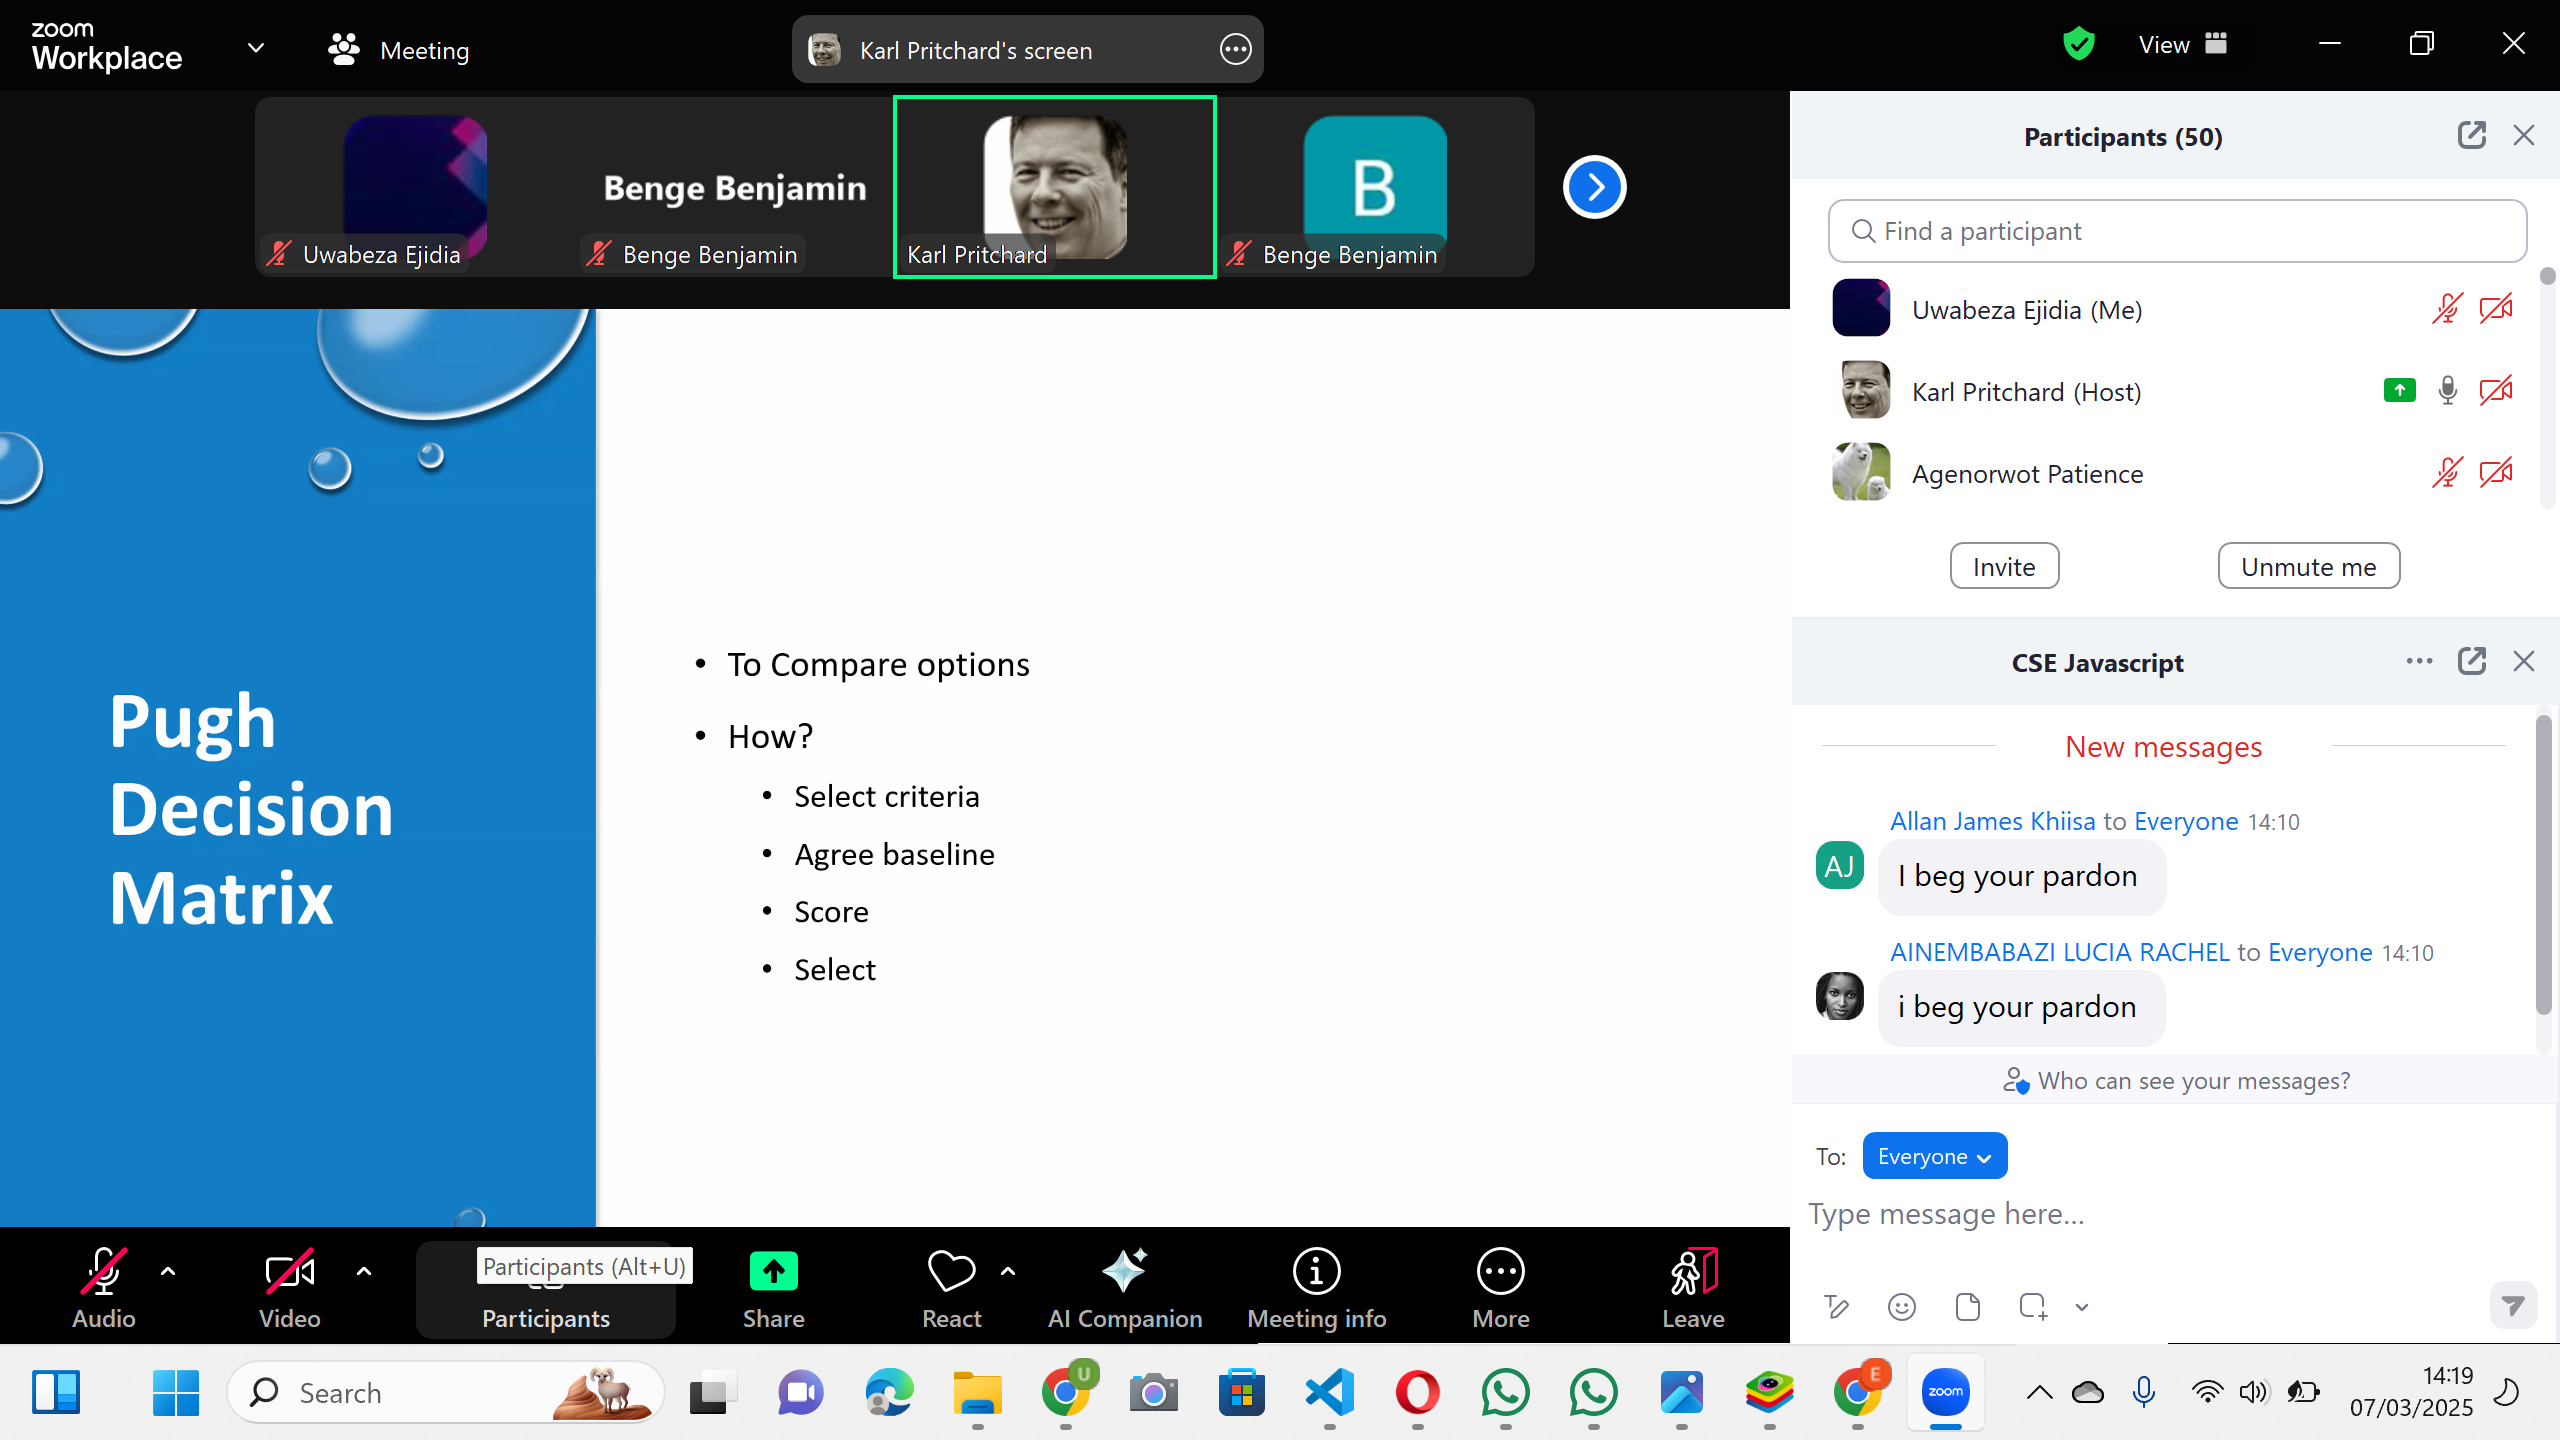 zoom
Workplace
Meeting
Karl Pritchard's screen
View
Uwabeza Ejidia
Benge Benjamin
Benge Benjamin
Karl Pritchard
B
Benge Benjamin
Participants (50)
Find a participant
Uwabeza Ejidia (Me)
Karl Pritchard (Host)
Agenorwot Patience
Invite
Unmute me
Pugh
Decision
Matrix
• To Compare options
• How?
• Select criteria
• Agree baseline
• Score
• Select
CSE Javascript
New messages
Allan James Khiisa to Everyone 14:10
AJ
I beg your pardon
AINEMBABAZI LUCIA RACHEL to Everyone 14:10
i beg your pardon
Who can see your messages?
To: Everyone
Type message here...
Participants (Alt+U)
Audio
Video
Participants
Share
React
AI Companion
Meeting info
More
Leave
Search
U
E
zoom
14:19
07/03/2025